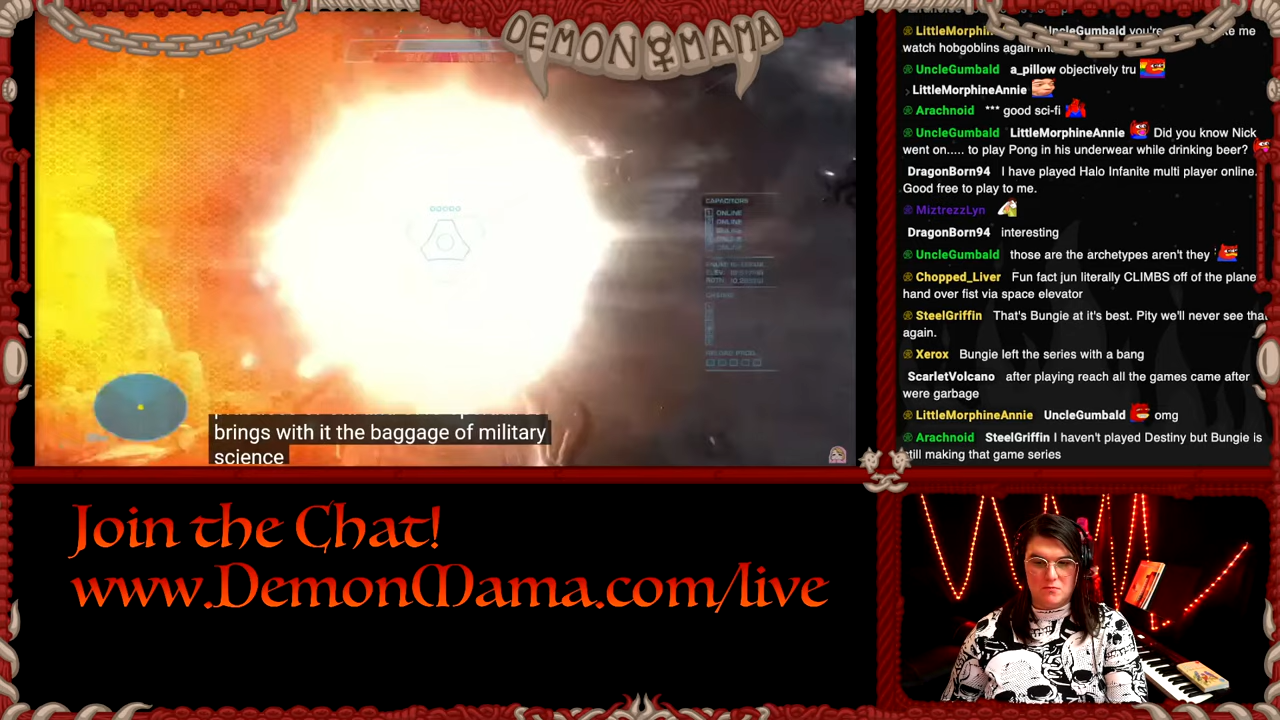 DEMON MAMA
CAPACITORS
ONLINE
ONLINE
brings with it the baggage of military
science
Join the Chat!
www.DemonMama.com/live
LittleMorphin UncleGumbald you're
watch hobgoblins again
UncleGumbald a_pillow objectively tru
LittleMorphineAnnie
Arachnoid *** good sci-fi
UncleGumbald LittleMorphineAnnie Did you know Nick
went on..... to play Pong in his underwear while drinking beer?
DragonBorn94 I have played Halo Infanite multi player online.
Good free to play to me.
MiztrezzLyn
DragonBorn94 interesting
UncleGumbald those are the archetypes aren't they
Chopped_Liver Fun fact jun literally CLIMBS off of the plane
hand over fist via space elevator
SteelGriffin That's Bungie at it's best. Pity we'll never see tha
again.
Xerox Bungie left the series with a bang
ScarletVolcano after playing reach all the games came after
were garbage
LittleMorphineAnnie UncleGumbald omg
Arachnoid SteelGriffin I haven't played Destiny but Bungie is
still making that game series